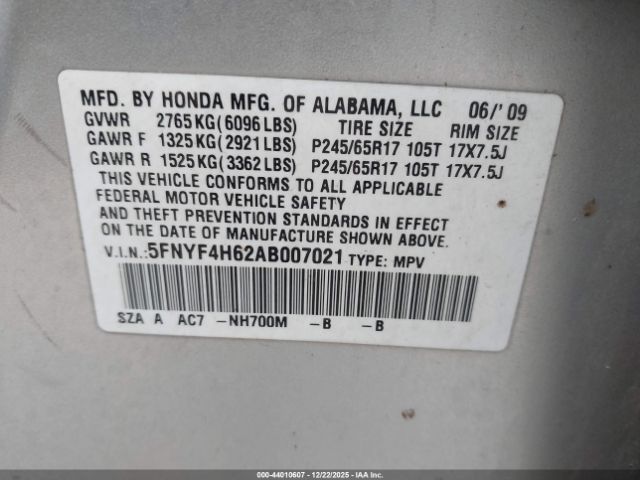 MFD. BY HONDA MFG. OF ALABAMA, LLC 06/'09
GVWR 2765KG(6096LBS) TIRE SIZE RIM SIZE
GAWR F 1325KG(2921LBS) P245/65R17 105T 17X7.5J
GAWR R 1525KG(3362LBS) P245/65R17 105T 17X7.5J
THIS VEHICLE CONFORMS TO ALL APPLICABLE
FEDERAL MOTOR VEHICLE SAFETY
AND THEFT PREVENTION STANDARDS IN EFFECT
ON THE DATE OF MANUFACTURE SHOWN ABOVE.
V.I.N.:5FNYF4H62AB007021 TYPE: MPV
SZA A AC7 -NH700M -B -B
000-44010607 - 12/22/2025 - IAAI.com